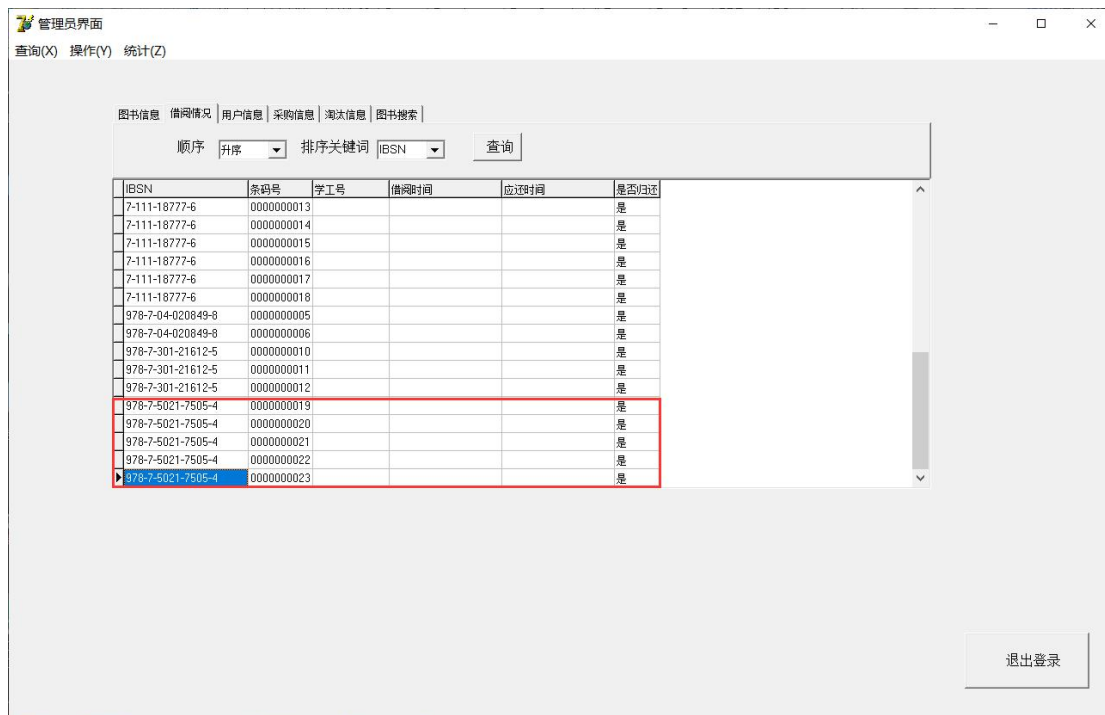 管理员界面
查询(X) 操作(Y) 统计(Z)
图书信息 借阅情况 用户信息 采购信息 淘汰信息 图书搜索
顺序 升序 排序关键词 IBSN 查询
IBSN 条码号 学工号 借阅时间 应还时间 是否归还
7-111-18777-6 0000000013 是
7-111-18777-6 0000000014 是
7-111-18777-6 0000000015 是
7-111-18777-6 0000000016 是
7-111-18777-6 0000000017 是
7-111-18777-6 0000000018 是
978-7-04-020849-8 0000000005 是
978-7-04-020849-8 0000000006 是
978-7-301-21612-5 0000000010 是
978-7-301-21612-5 0000000011 是
978-7-301-21612-5 0000000012 是
978-7-5021-7505-4 0000000019 是
978-7-5021-7505-4 0000000020 是
978-7-5021-7505-4 0000000021 是
978-7-5021-7505-4 0000000022 是
978-7-5021-7505-4 0000000023 是
退出登录